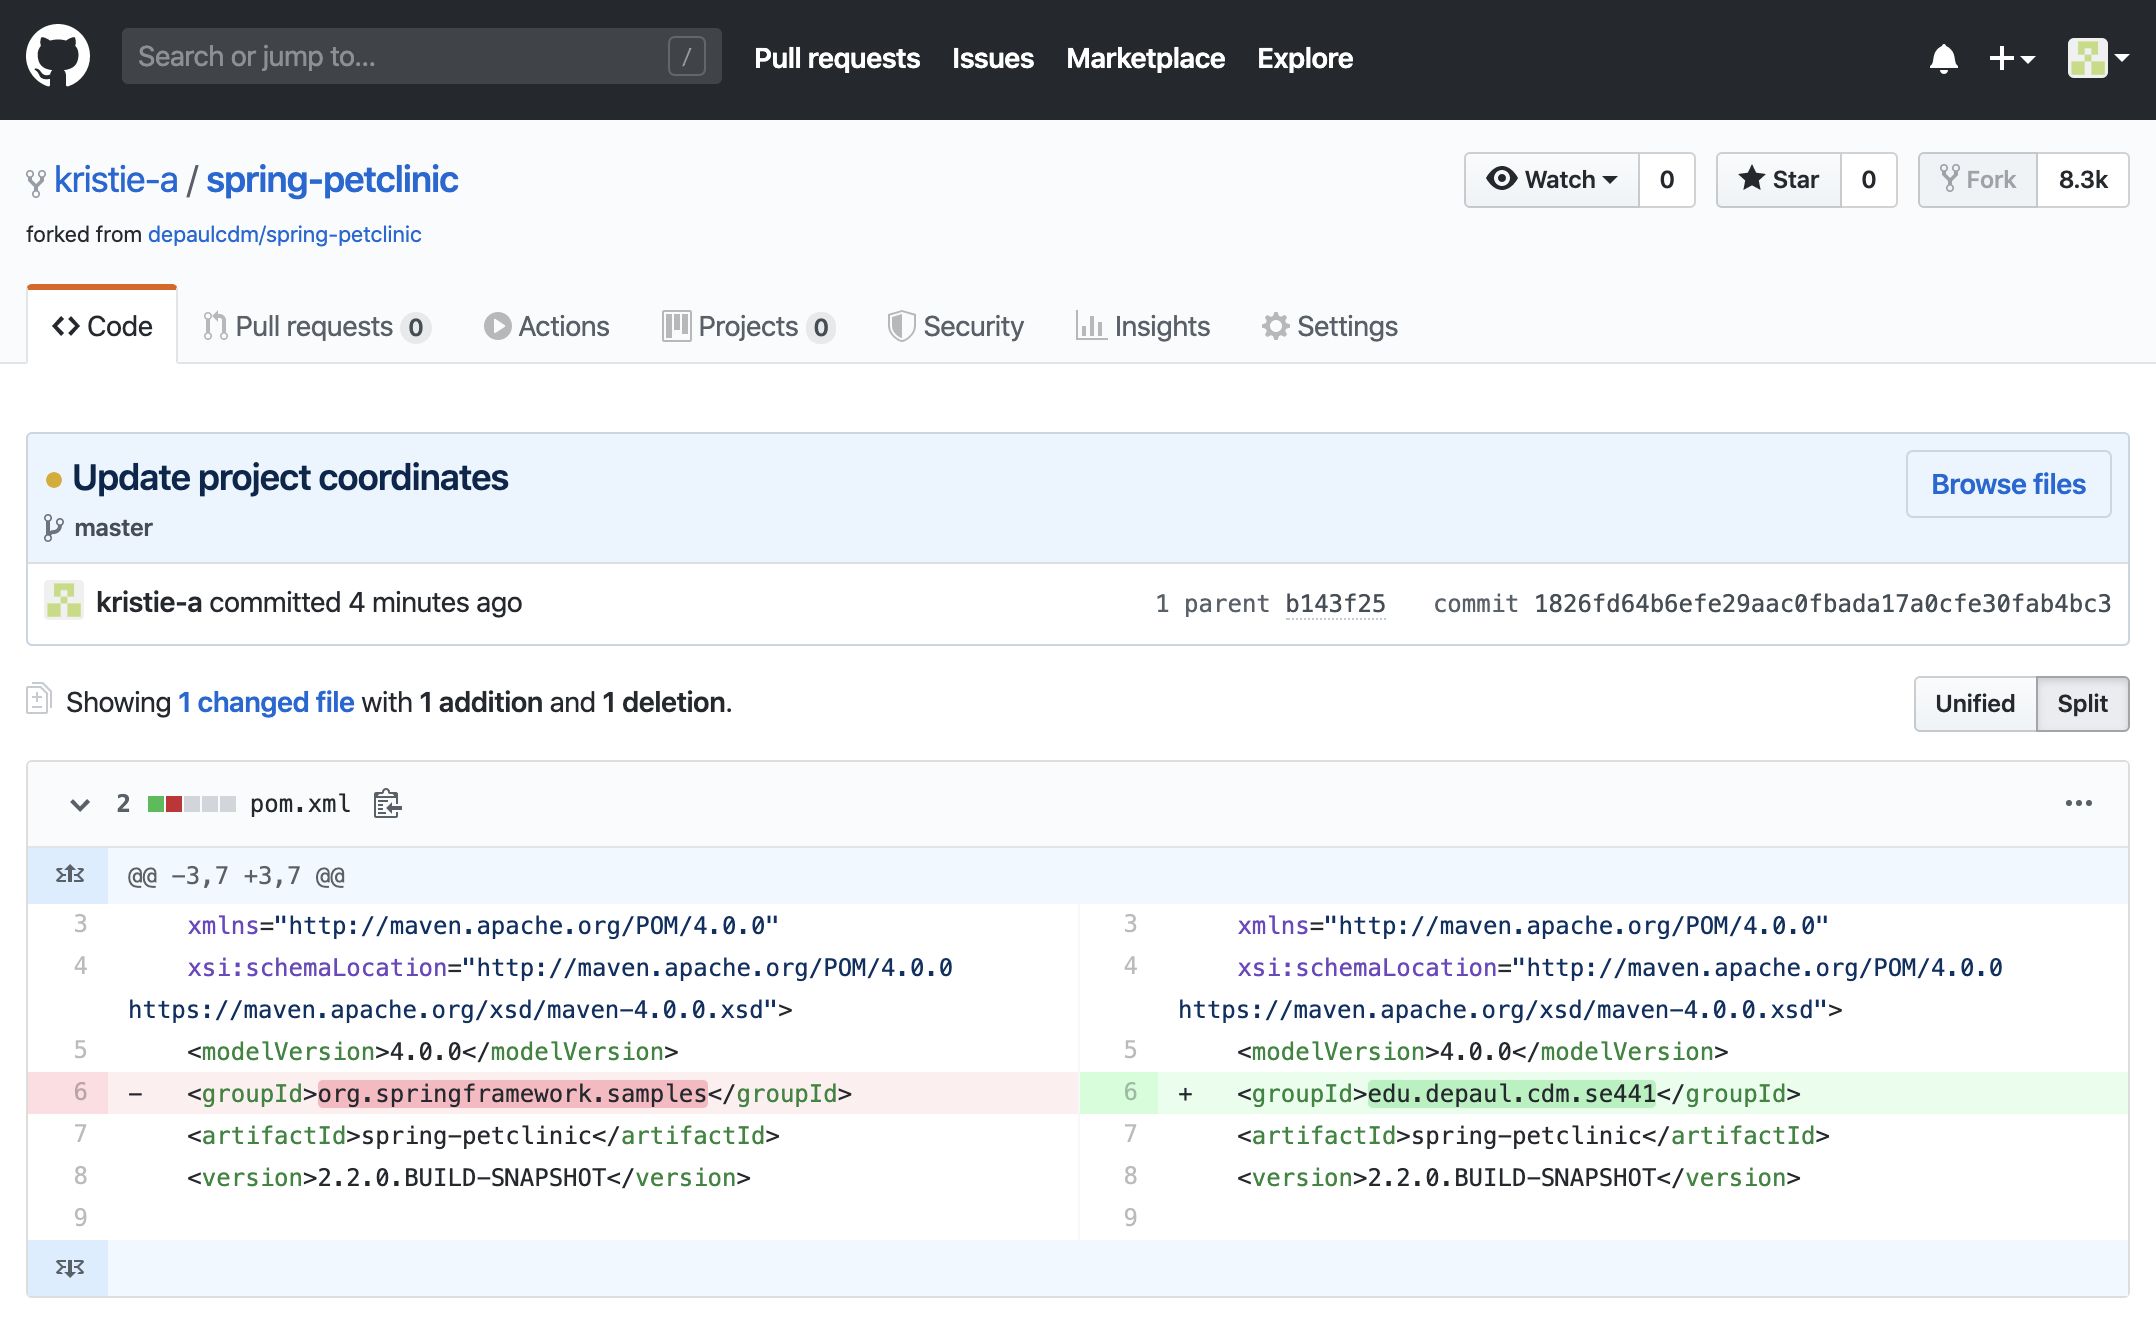 Search or jump to... /
Pull requests Issues Marketplace Explore
kristie-a / spring-petclinic
Watch 0 Star 0 Fork 8.3k
forked from depaulcdm/spring-petclinic
Code Pull requests 0 Actions Projects 0 Security Insights Settings
Update project coordinates
Browse files
master
kristie-a committed 4 minutes ago 1 parent b143f25 commit 1826fd64b6efe29aac0fbada17a0cfe30fab4bc3
Showing 1 changed file with 1 addition and 1 deletion.
Unified Split
2 pom.xml ...
@@ -3,7 +3,7 @@
3 xmlns="http://maven.apache.org/POM/4.0.0" 3 xmlns="http://maven.apache.org/POM/4.0.0"
4 xsi:schemaLocation="http://maven.apache.org/POM/4.0.0 4 xsi:schemaLocation="http://maven.apache.org/POM/4.0.0
https://maven.apache.org/xsd/maven-4.0.0.xsd"> https://maven.apache.org/xsd/maven-4.0.0.xsd">
5 <modelVersion>4.0.0</modelVersion> 5 <modelVersion>4.0.0</modelVersion>
6 - <groupId>org.springframework.samples</groupId> 6 + <groupId>edu.depaul.cdm.se441</groupId>
7 <artifactId>spring-petclinic</artifactId> 7 <artifactId>spring-petclinic</artifactId>
8 <version>2.2.0.BUILD-SNAPSHOT</version> 8 <version>2.2.0.BUILD-SNAPSHOT</version>
9 9